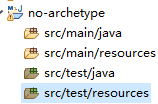 no-archetype
src/main/java
src/main/resources
src/test/java
src/test/resources